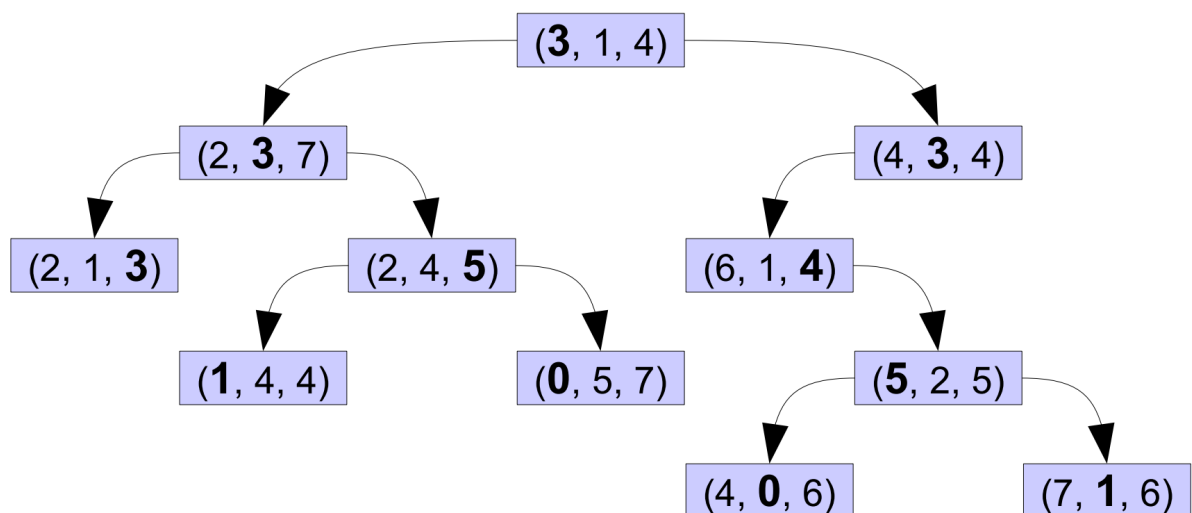 (3, 1, 4)
(2, 3, 7)
(4, 3, 4)
(2, 1, 3)
(2, 4, 5)
(6, 1, 4)
(1, 4, 4)
(0, 5, 7)
(5, 2, 5)
(4, 0, 6)
(7, 1, 6)